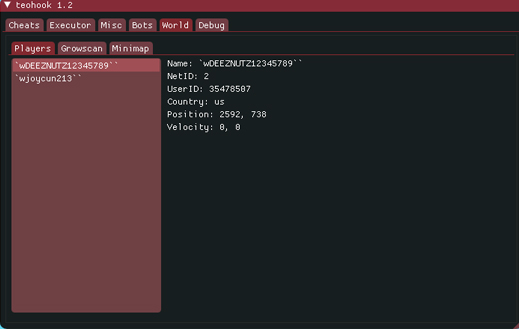 ▼ teohook 1.2
Cheats Executor Misc Bots World Debug
Players Growscan Minimap
`wDEEZNUTZ12345789``
`wjoycun213``
Name: `wDEEZNUTZ12345789``
NetID: 2
UserID: 35478507
Country: us
Position: 2592, 738
Velocity: 0, 0